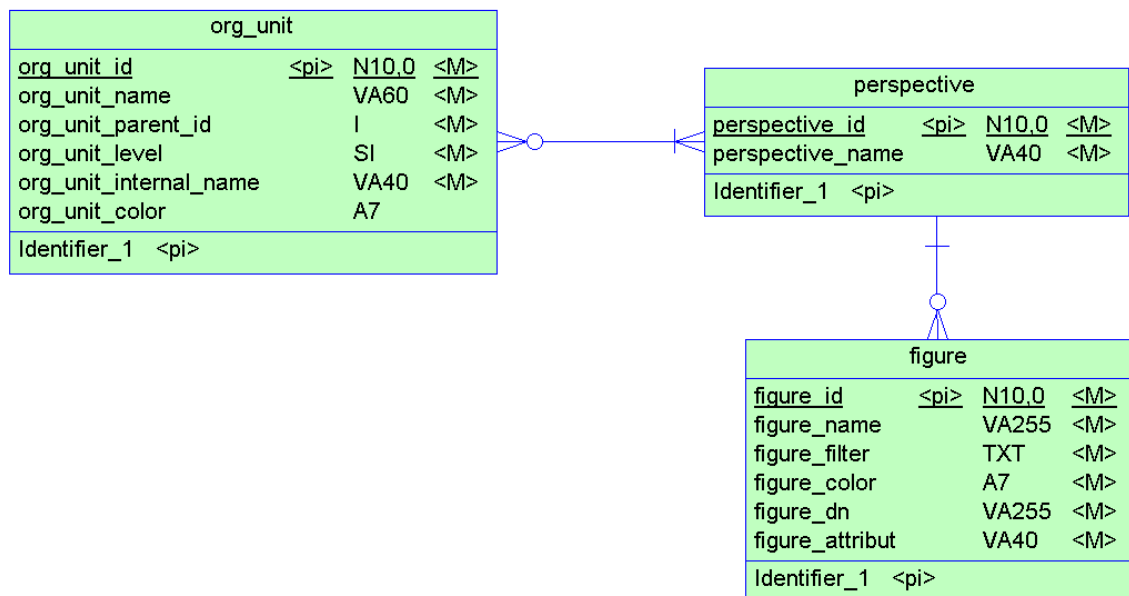 org_unit
org_unit_id <pi> N10,0 <M>
org_unit_name VA60 <M>
org_unit_parent_id I <M>
org_unit_level SI <M>
org_unit_internal_name VA40 <M>
org_unit_color A7
Identifier_1 <pi>
perspective
perspective_id <pi> N10,0 <M>
perspective_name VA40 <M>
Identifier_1 <pi>
figure
figure_id <pi> N10,0 <M>
figure_name VA255 <M>
figure_filter TXT <M>
figure_color A7 <M>
figure_dn VA255 <M>
figure_attribut VA40 <M>
Identifier_1 <pi>